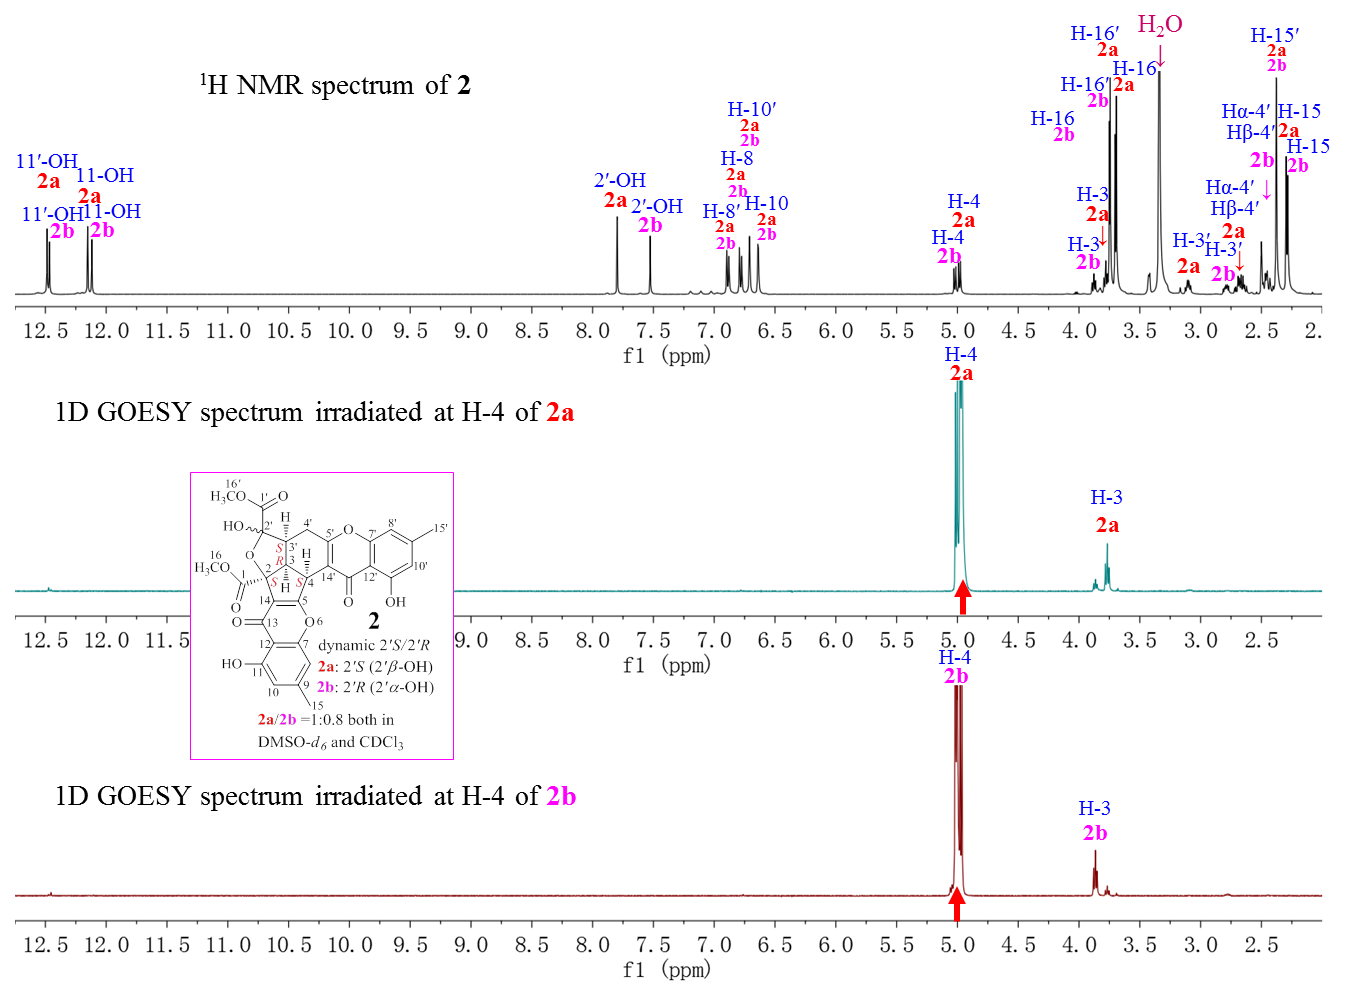 ¹H NMR spectrum of 2
11′-OH
2a
11-OH
2a
11′-OH
2b
11-OH
2b
2′-OH
2a
2′-OH
2b
H-10′
2a
2b
H-8
2a
2b
H-8′
2a
2b
H-10
2a
2b
H-4
2a
H-4
2b
H-16′
2a
H₂O
H-15′
2a
2b
H-16
2a
H-16′
2b
H-16
2b
Hα-4′
Hβ-4′
2b
H-15
2a
H-15
2b
H-3
2a
H-3
2b
H-3′
2a
Hα-4′
Hβ-4′
2a
H-3′
2b
12.5 12.0 11.5 11.0 10.5 10.0 9.5 9.0 8.5 8.0 7.5 7.0 6.5 6.0 5.5 5.0 4.5 4.0 3.5 3.0 2.5 2.
f1 (ppm)
H-4
2a
1D GOESY spectrum irradiated at H-4 of 2a
H-3
2a
12.5 12.0 11.5 11.0 10.5 10.0 9.5 9.0 8.5 8.0 7.5 7.0 6.5 6.0 5.5 5.0 4.5 4.0 3.5 3.0 2.5
f1 (ppm)
16′
H₃CO
1′
O
HO
2′
H
4′
3′
S
5′
O
7′
8′
15′
16
H₃CO
1
O
O
2
S
R
3
H
H
S
4
14′
12′
10′
O
OH
14
5
13
O
O
6
12
7
HO
11
10
9
15
2
dynamic 2′S/2′R
2a: 2′S (2′β-OH)
2b: 2′R (2′α-OH)
2a/2b =1:0.8 both in
DMSO-d₆ and CDCl₃
H-4
2b
1D GOESY spectrum irradiated at H-4 of 2b
H-3
2b
12.5 12.0 11.5 11.0 10.5 10.0 9.5 9.0 8.5 8.0 7.5 7.0 6.5 6.0 5.5 5.0 4.5 4.0 3.5 3.0 2.5
f1 (ppm)